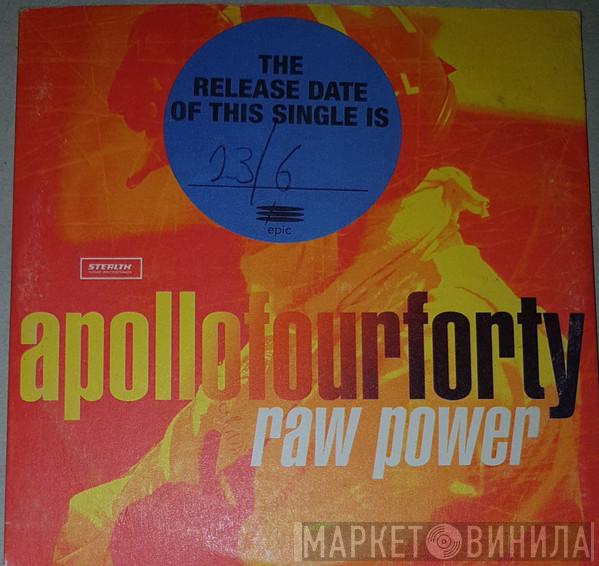 THE
RELEASE DATE
OF THIS SINGLE IS
23/6
epic
STEALTH
apollofourforty
raw power
МАРКЕТ ВИНИЛА